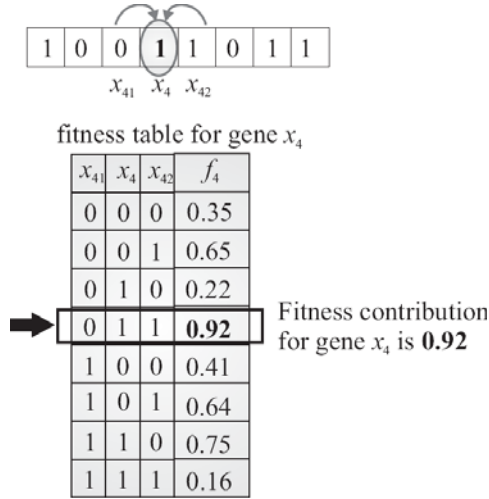 1 0 0 1 1 0 1 1
x₄₁ x₄ x₄₂
fitness table for gene x₄
x₄₁ x₄ x₄₂ f₄
0 0 0 0.35
0 0 1 0.65
0 1 0 0.22
0 1 1 0.92
1 0 0 0.41
1 0 1 0.64
1 1 0 0.75
1 1 1 0.16
Fitness contribution
for gene x₄ is 0.92